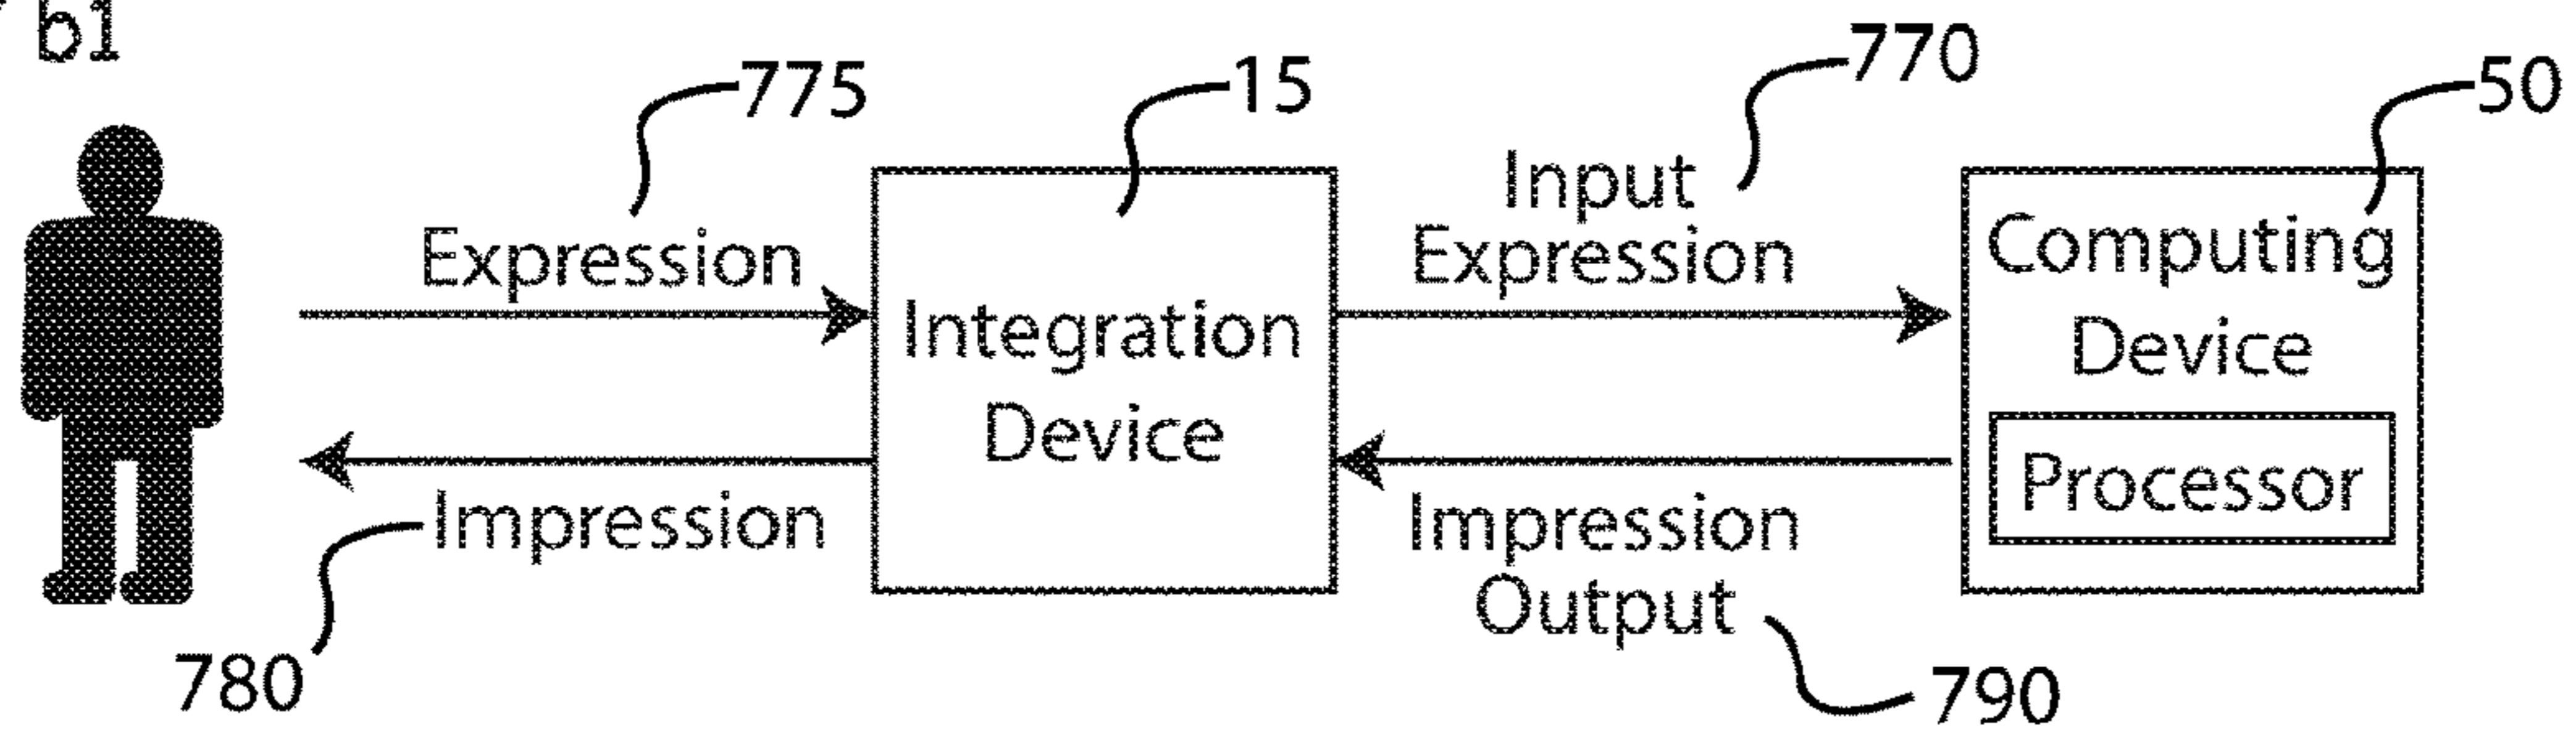 b1
775
15
770
50
Expression
Integration
Device
Input
Expression
Computing
Device
Processor
Impression
Impression
Output
780
790